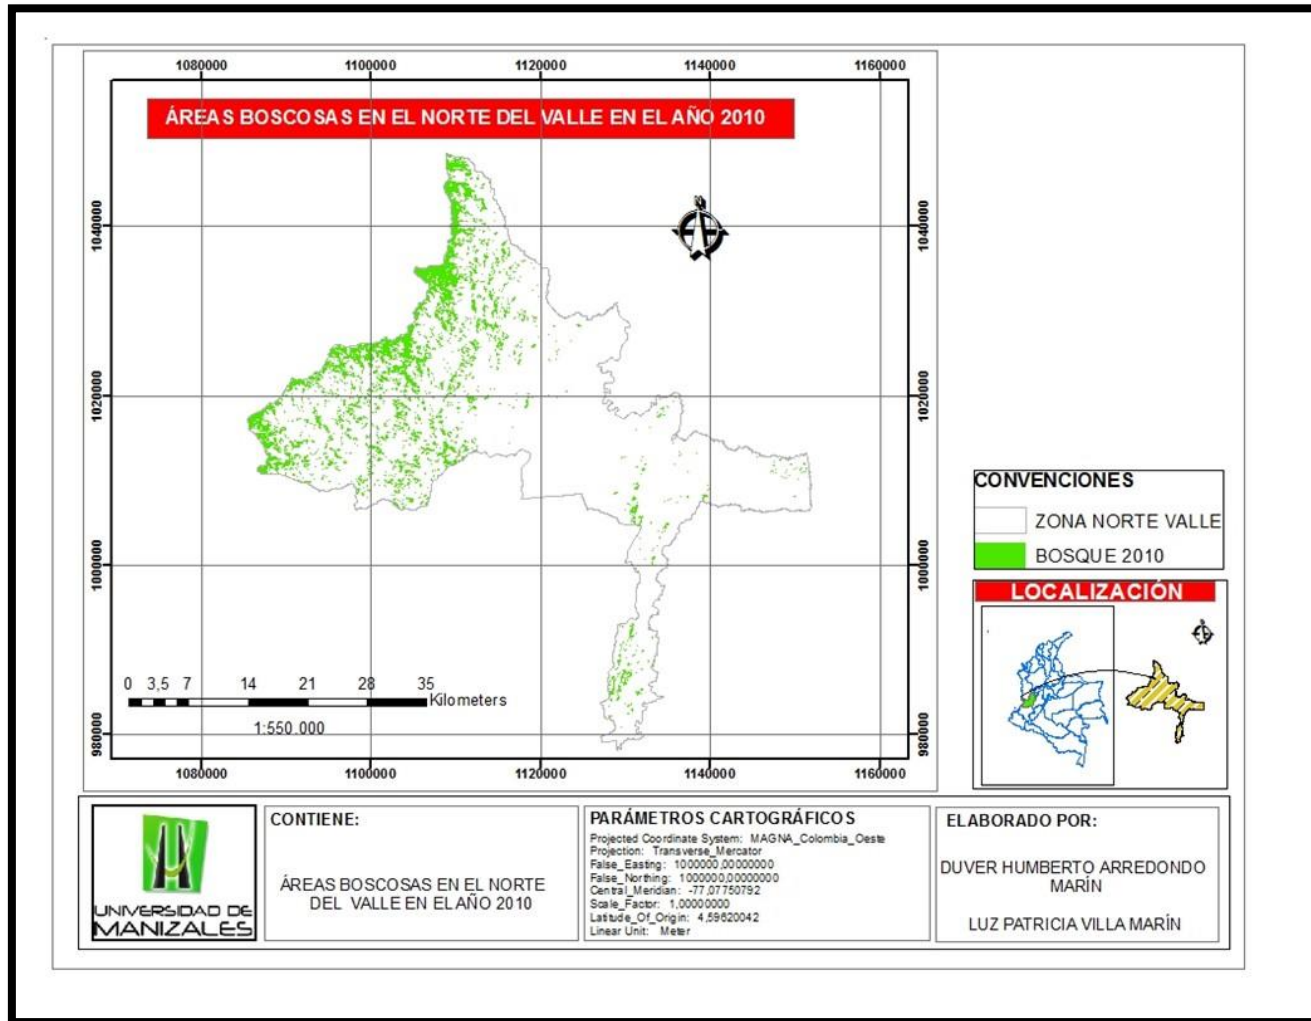 1080000 1100000 1120000 1140000 1160000
ÁREAS BOSCOSAS EN EL NORTE DEL VALLE EN EL AÑO 2010
N
1040000 1040000
1020000 1020000
1000000 1000000
980000 980000
0 3,5 7 14 21 28 35
Kilometers
1:550.000
1080000 1100000 1120000 1140000 1160000
CONVENCIONES
ZONA NORTE VALLE
BOSQUE 2010
LOCALIZACIÓN
UNIVERSIDAD DE
MANIZALES
CONTIENE:
ÁREAS BOSCOSAS EN EL NORTE
DEL VALLE EN EL AÑO 2010
PARÁMETROS CARTOGRÁFICOS
Projected Coordinate System: MAGNA_Colombia_Oeste
Projection: Transverse_Mercator
False_Easting: 1000000,00000000
False_Northing: 1000000,00000000
Central_Meridian: -77,07750792
Scale_Factor: 1,00000000
Latitude_Of_Origin: 4,59620042
Linear Unit: Meter
ELABORADO POR:
DUVER HUMBERTO ARREDONDO
MARÍN
LUZ PATRICIA VILLA MARÍN